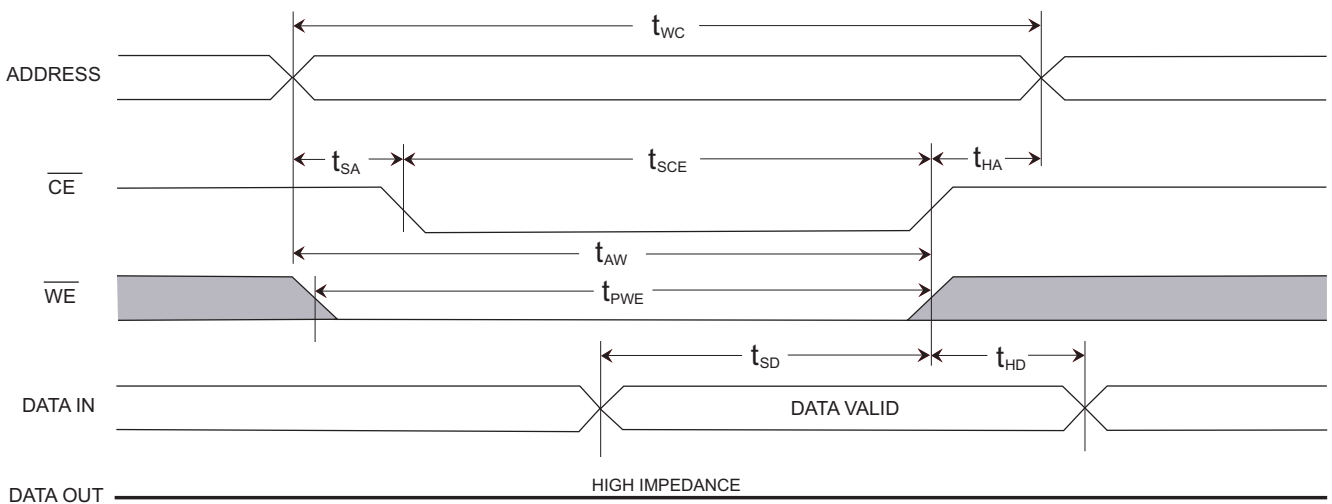 tWC
ADDRESS
tSA
tSCE
tHA
CE
tAW
WE
tPWE
tSD
tHD
DATA IN
DATA VALID
DATA OUT
HIGH IMPEDANCE